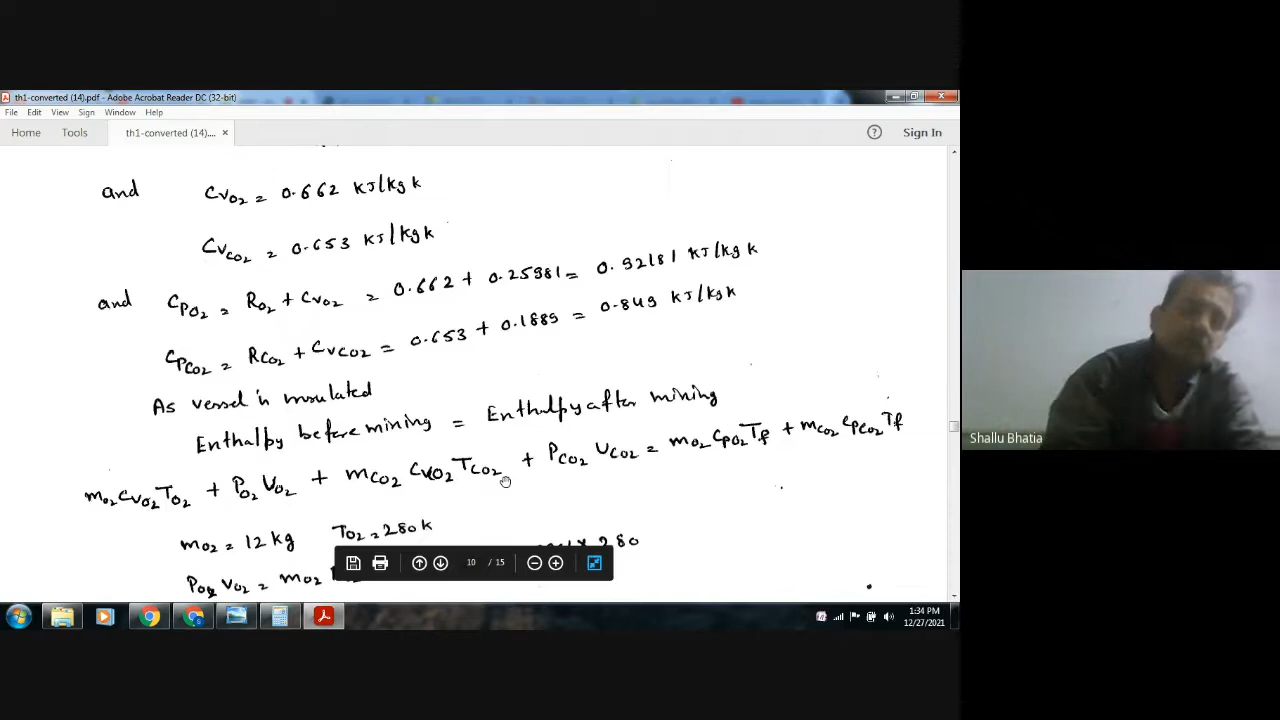 th1-converted (14).pdf - Adobe Acrobat Reader DC (32-bit)
File Edit View Sign Window Help
Home Tools th1-converted (14).... × Sign In
and Cvo2 = 0.662 KJ/kg k
Cvco2 = 0.653 KJ/kg k
and CpO2 = RO2 + CvO2 = 0.662 + 0.25981 = 0.92181 KJ/kg k
CpCO2 = RCO2 + CvCO2 = 0.653 + 0.1889 = 0.849 KJ/kg k
As vessel is insulated
Enthalpy before mining = Enthalpy after mining
mO2 CvO2 TO2 + PO2 VO2 + mCO2 CvCO2 TCO2 + PCO2 VCO2 = mO2 CpO2 Tf + mCO2 CpCO2 Tf
mO2 = 12 kg TO2 = 280 k
PO2 VO2 = mO2 × 280
10 / 15
1:34 PM
12/27/2021
Shallu Bhatia